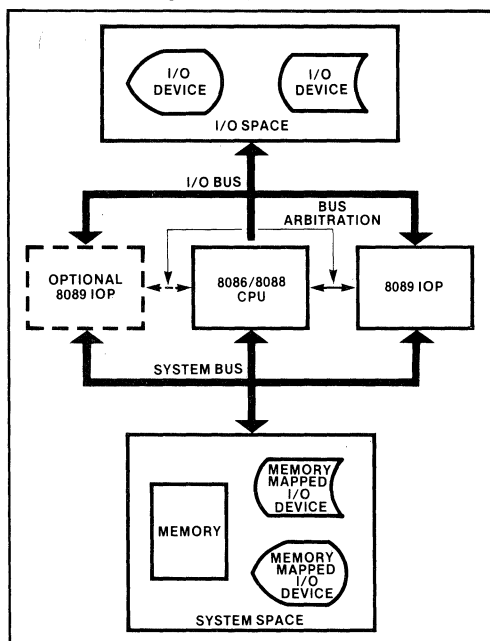 I/O
DEVICE
I/O
DEVICE
I/O SPACE
I/O BUS
BUS
ARBITRATION
OPTIONAL
8089 IOP
8086/8088
CPU
8089 IOP
SYSTEM BUS
MEMORY
MEMORY
MAPPED
I/O
DEVICE
MEMORY
MAPPED
I/O
DEVICE
SYSTEM SPACE